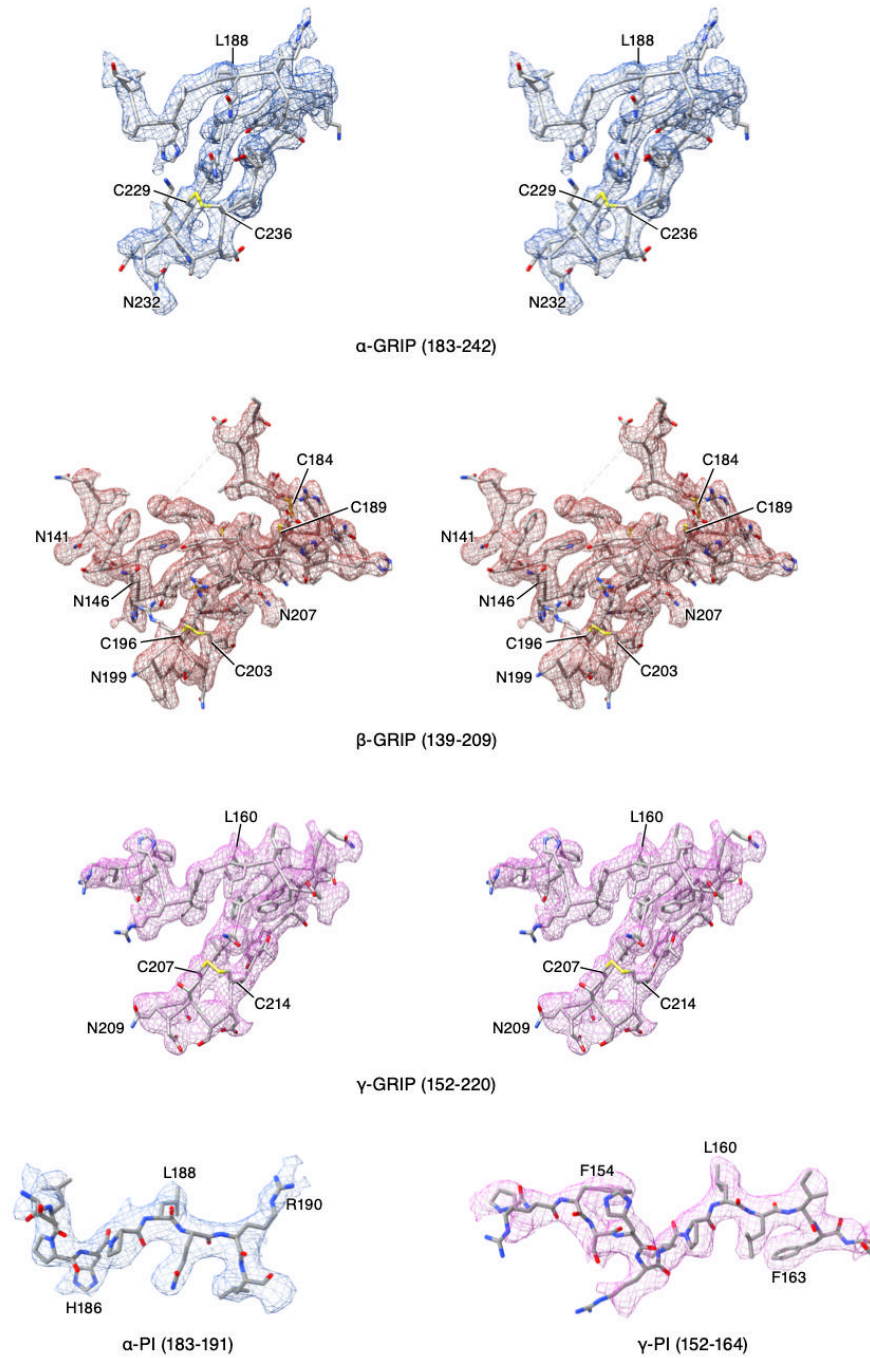 L188 L188
C229 C229
C236 C236
N232 N232
α-GRIP (183-242)
C184 C184
C189 C189
N141 N141
N146 N207 N146 N207
C196 C196
N199 C203 N199 C203
β-GRIP (139-209)
L160 L160
C207 C207
C214 C214
N209 N209
γ-GRIP (152-220)
L188 L160
F154
R190
H186 F163
α-PI (183-191) γ-PI (152-164)